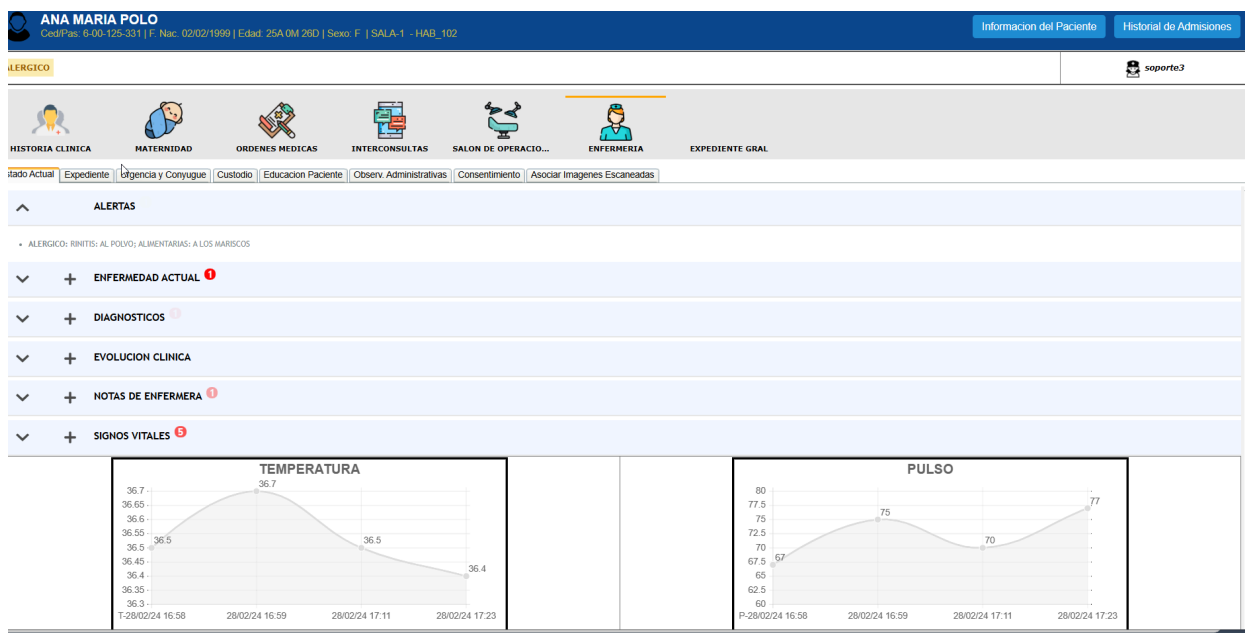 ANA MARIA POLO
Ced/Pas: 6-00-125-331 | F. Nac. 02/02/1999 | Edad: 25A 0M 26D | Sexo: F | SALA-1 - HAB_102
Informacion del Paciente
Historial de Admisiones
ALERGICO
soporte3
HISTORIA CLINICA
MATERNIDAD
ORDENES MEDICAS
INTERCONSULTAS
SALON DE OPERACIO...
ENFERMERIA
EXPEDIENTE GRAL
stado Actual
Expediente
Urgencia y Conyugue
Custodio
Educacion Paciente
Observ. Administrativas
Consentimiento
Asociar Imagenes Escaneadas
ALERTAS
• ALERGICO: RINITIS: AL POLVO; ALIMENTARIAS: A LOS MARISCOS
ENFERMEDAD ACTUAL 1
DIAGNOSTICOS 1
EVOLUCION CLINICA
NOTAS DE ENFERMERA 1
SIGNOS VITALES 5
TEMPERATURA
36.7
36.65
36.6
36.55
36.5
36.45
36.4
36.35
36.3
36.5
36.7
36.5
36.4
T-28/02/24 16:58
28/02/24 16:59
28/02/24 17:11
28/02/24 17:23
PULSO
80
77.5
75
72.5
70
67.5
65
62.5
60
67
75
70
77
P-28/02/24 16:58
28/02/24 16:59
28/02/24 17:11
28/02/24 17:23